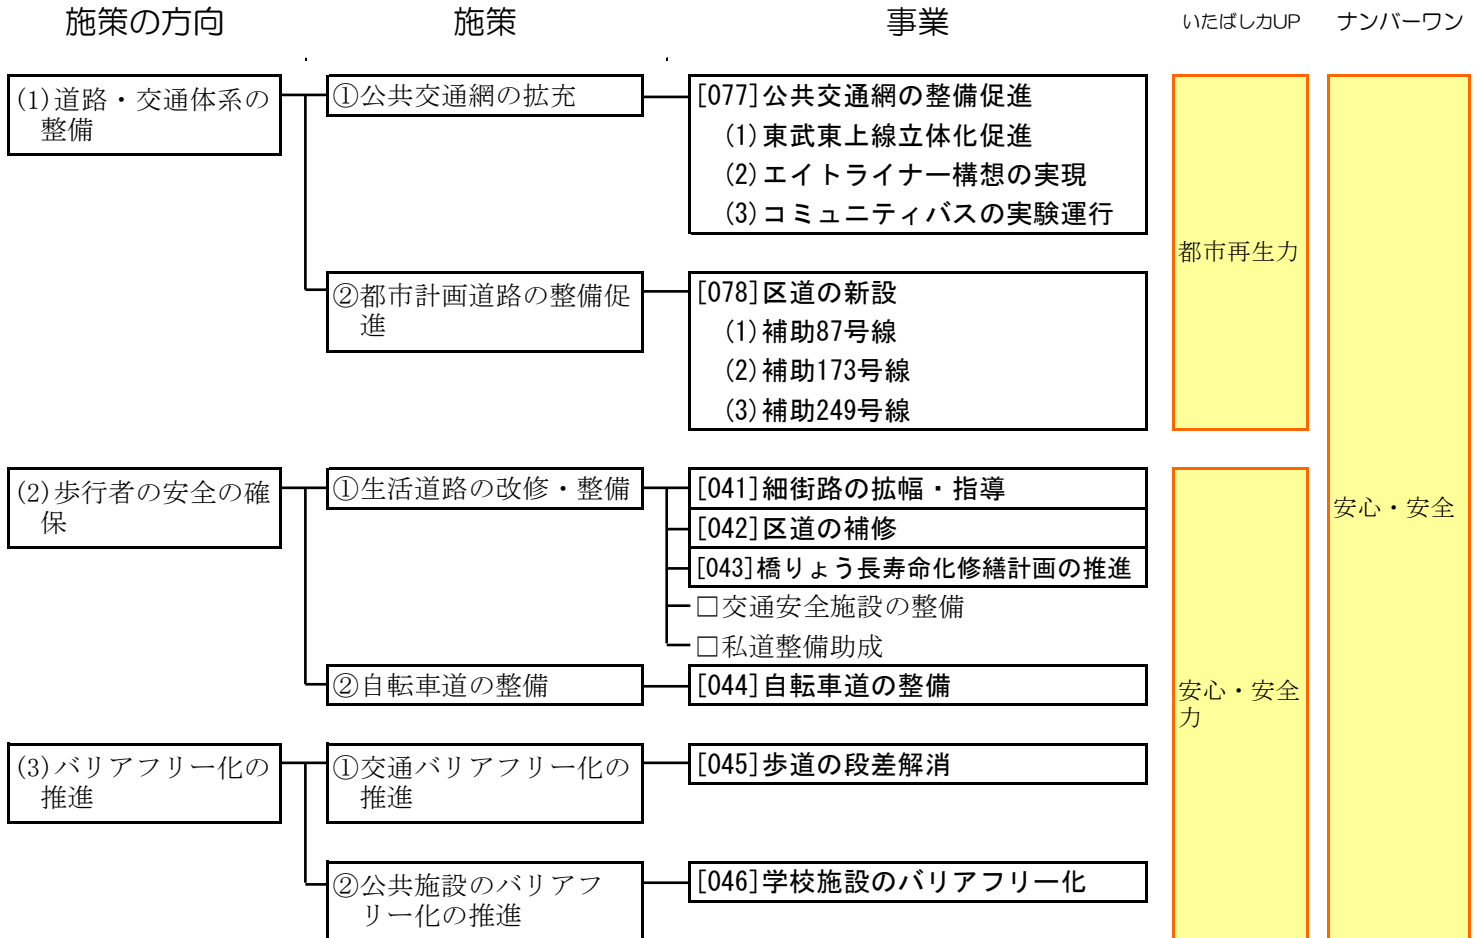 施策の方向
施策
事業
いたばし力UP
ナンバーワン
(1)道路・交通体系の
整備
①公共交通網の拡充
[077]公共交通網の整備促進
(1)東武東上線立体化促進
(2)エイトライナー構想の実現
(3)コミュニティバスの実験運行
②都市計画道路の整備促
進
[078]区道の新設
(1)補助87号線
(2)補助173号線
(3)補助249号線
都市再生力
(2)歩行者の安全の確
保
①生活道路の改修・整備
[041]細街路の拡幅・指導
[042]区道の補修
[043]橋りょう長寿命化修繕計画の推進
□交通安全施設の整備
□私道整備助成
②自転車道の整備
[044]自転車道の整備
(3)バリアフリー化の
推進
①交通バリアフリー化の
推進
[045]歩道の段差解消
②公共施設のバリアフ
リー化の推進
[046]学校施設のバリアフリー化
安心・安全
力
安心・安全